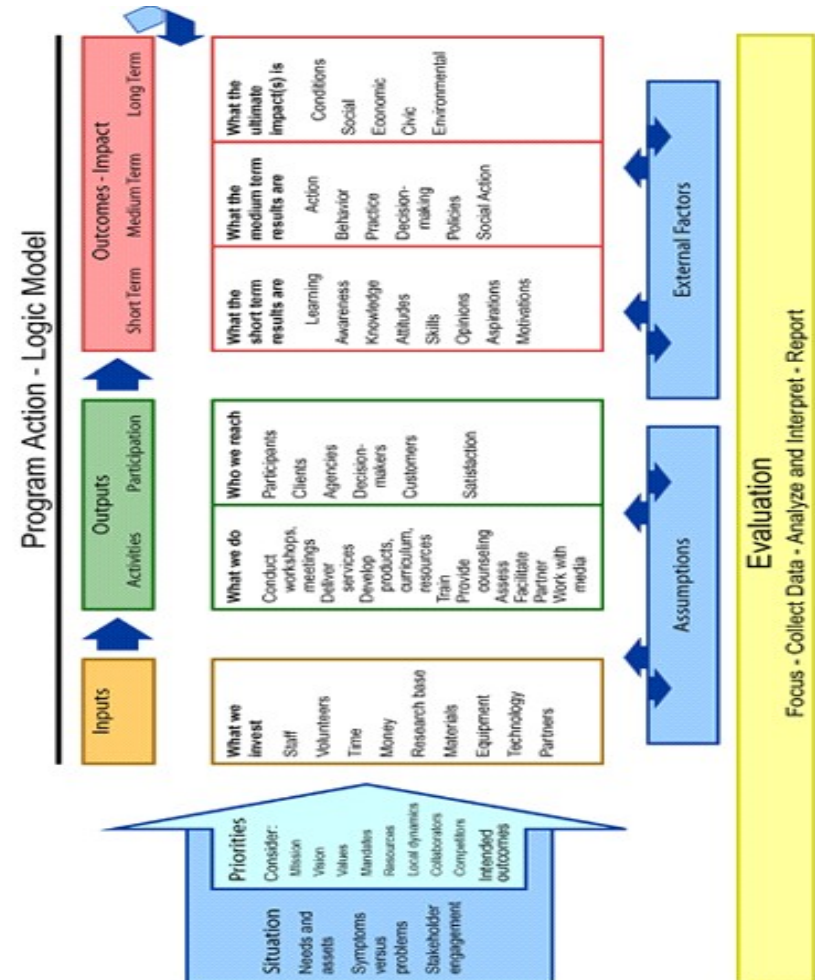 Program Action - Logic Model
Inputs
Outputs
Activities Participation
Outcomes - Impact
Short Term Medium Term Long Term
Situation
Needs and
assets
Symptoms
versus
problems
Stakeholder
engagement
Priorities
Consider:
Mission
Vision
Values
Mandates
Resources
Local dynamics
Collaborators
Competitors
Intended
outcomes
What we
invest
Staff
Volunteers
Time
Money
Research base
Materials
Equipment
Technology
Partners
What we do
Conduct
workshops,
meetings
Deliver
services
Develop
products,
curriculum,
resources
Train
Provide
counseling
Assess
Facilitate
Partner
Work with
media
Who we reach
Participants
Clients
Agencies
Decision-
makers
Customers
Satisfaction
What the
short term
results are
Learning
Awareness
Knowledge
Attitudes
Skills
Opinions
Aspirations
Motivations
What the
medium term
results are
Action
Behavior
Practice
Decision-
making
Policies
Social Action
What the
ultimate
impact(s) is
Conditions
Social
Economic
Civic
Environmental
Assumptions
External Factors
Evaluation
Focus - Collect Data - Analyze and Interpret - Report